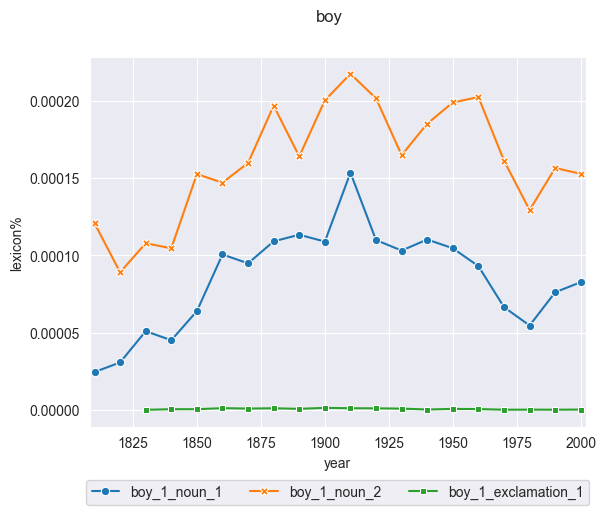 boy
0.00020
0.00015
0.00010
0.00005
0.00000
lexicon%
1825 1850 1875 1900 1925 1950 1975 2000
year
boy_1_noun_1 boy_1_noun_2 boy_1_exclamation_1